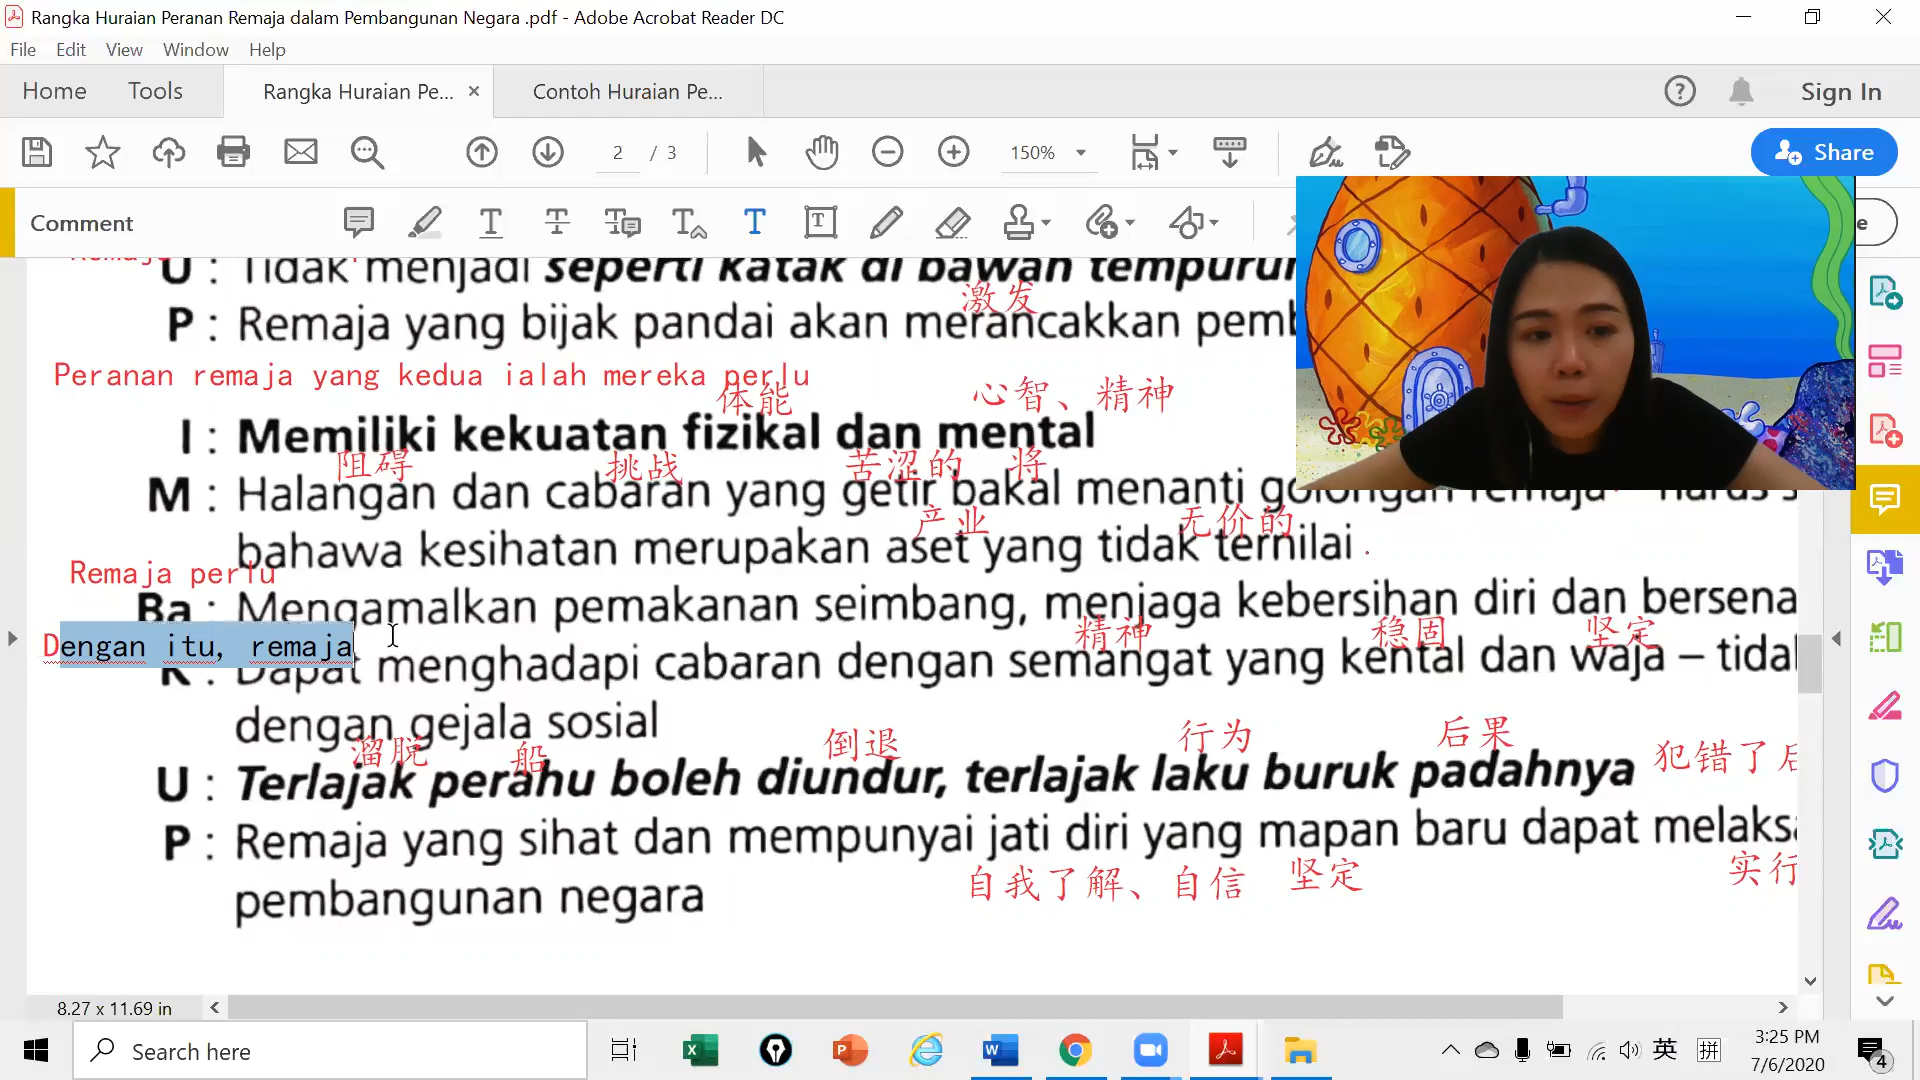 Rangka Huraian Peranan Remaja dalam Pembangunan Negara .pdf - Adobe Acrobat Reader DC
File Edit View Window Help
Home Tools Rangka Huraian Pe... × Contoh Huraian Pe... Sign In
2 / 3 150% Share
Comment
U : Tidak menjadi seperti katak di bawah
激发
P : Remaja yang bijak pandai akan merancakkan
Peranan remaja yang kedua ialah mereka perlu
体能 心智、精神
I : Memiliki kekuatan fizikal dan mental
阻碍 挑战 苦涩的 将
M : Halangan dan cabaran yang getir bakal menanti golongan remaja
产业 无价的
bahawa kesihatan merupakan aset yang tidak ternilai .
Remaja perlu
Ba : Mengamalkan pemakanan seimbang, menjaga kebersihan diri dan
精神 稳固 坚定
Dengan itu, remaja
K : Dapat menghadapi cabaran dengan semangat yang kental dan waja –
dengan gejala sosial
溜脱 船 倒退 行为 后果 犯错了
U : Terlajak perahu boleh diundur, terlajak laku buruk padahnya
P : Remaja yang sihat dan mempunyai jati diri yang mapan baru dapat
自我了解、自信 坚定 实行
pembangunan negara
8.27 x 11.69 in
Search here
英 拼 3:25 PM
7/6/2020
4